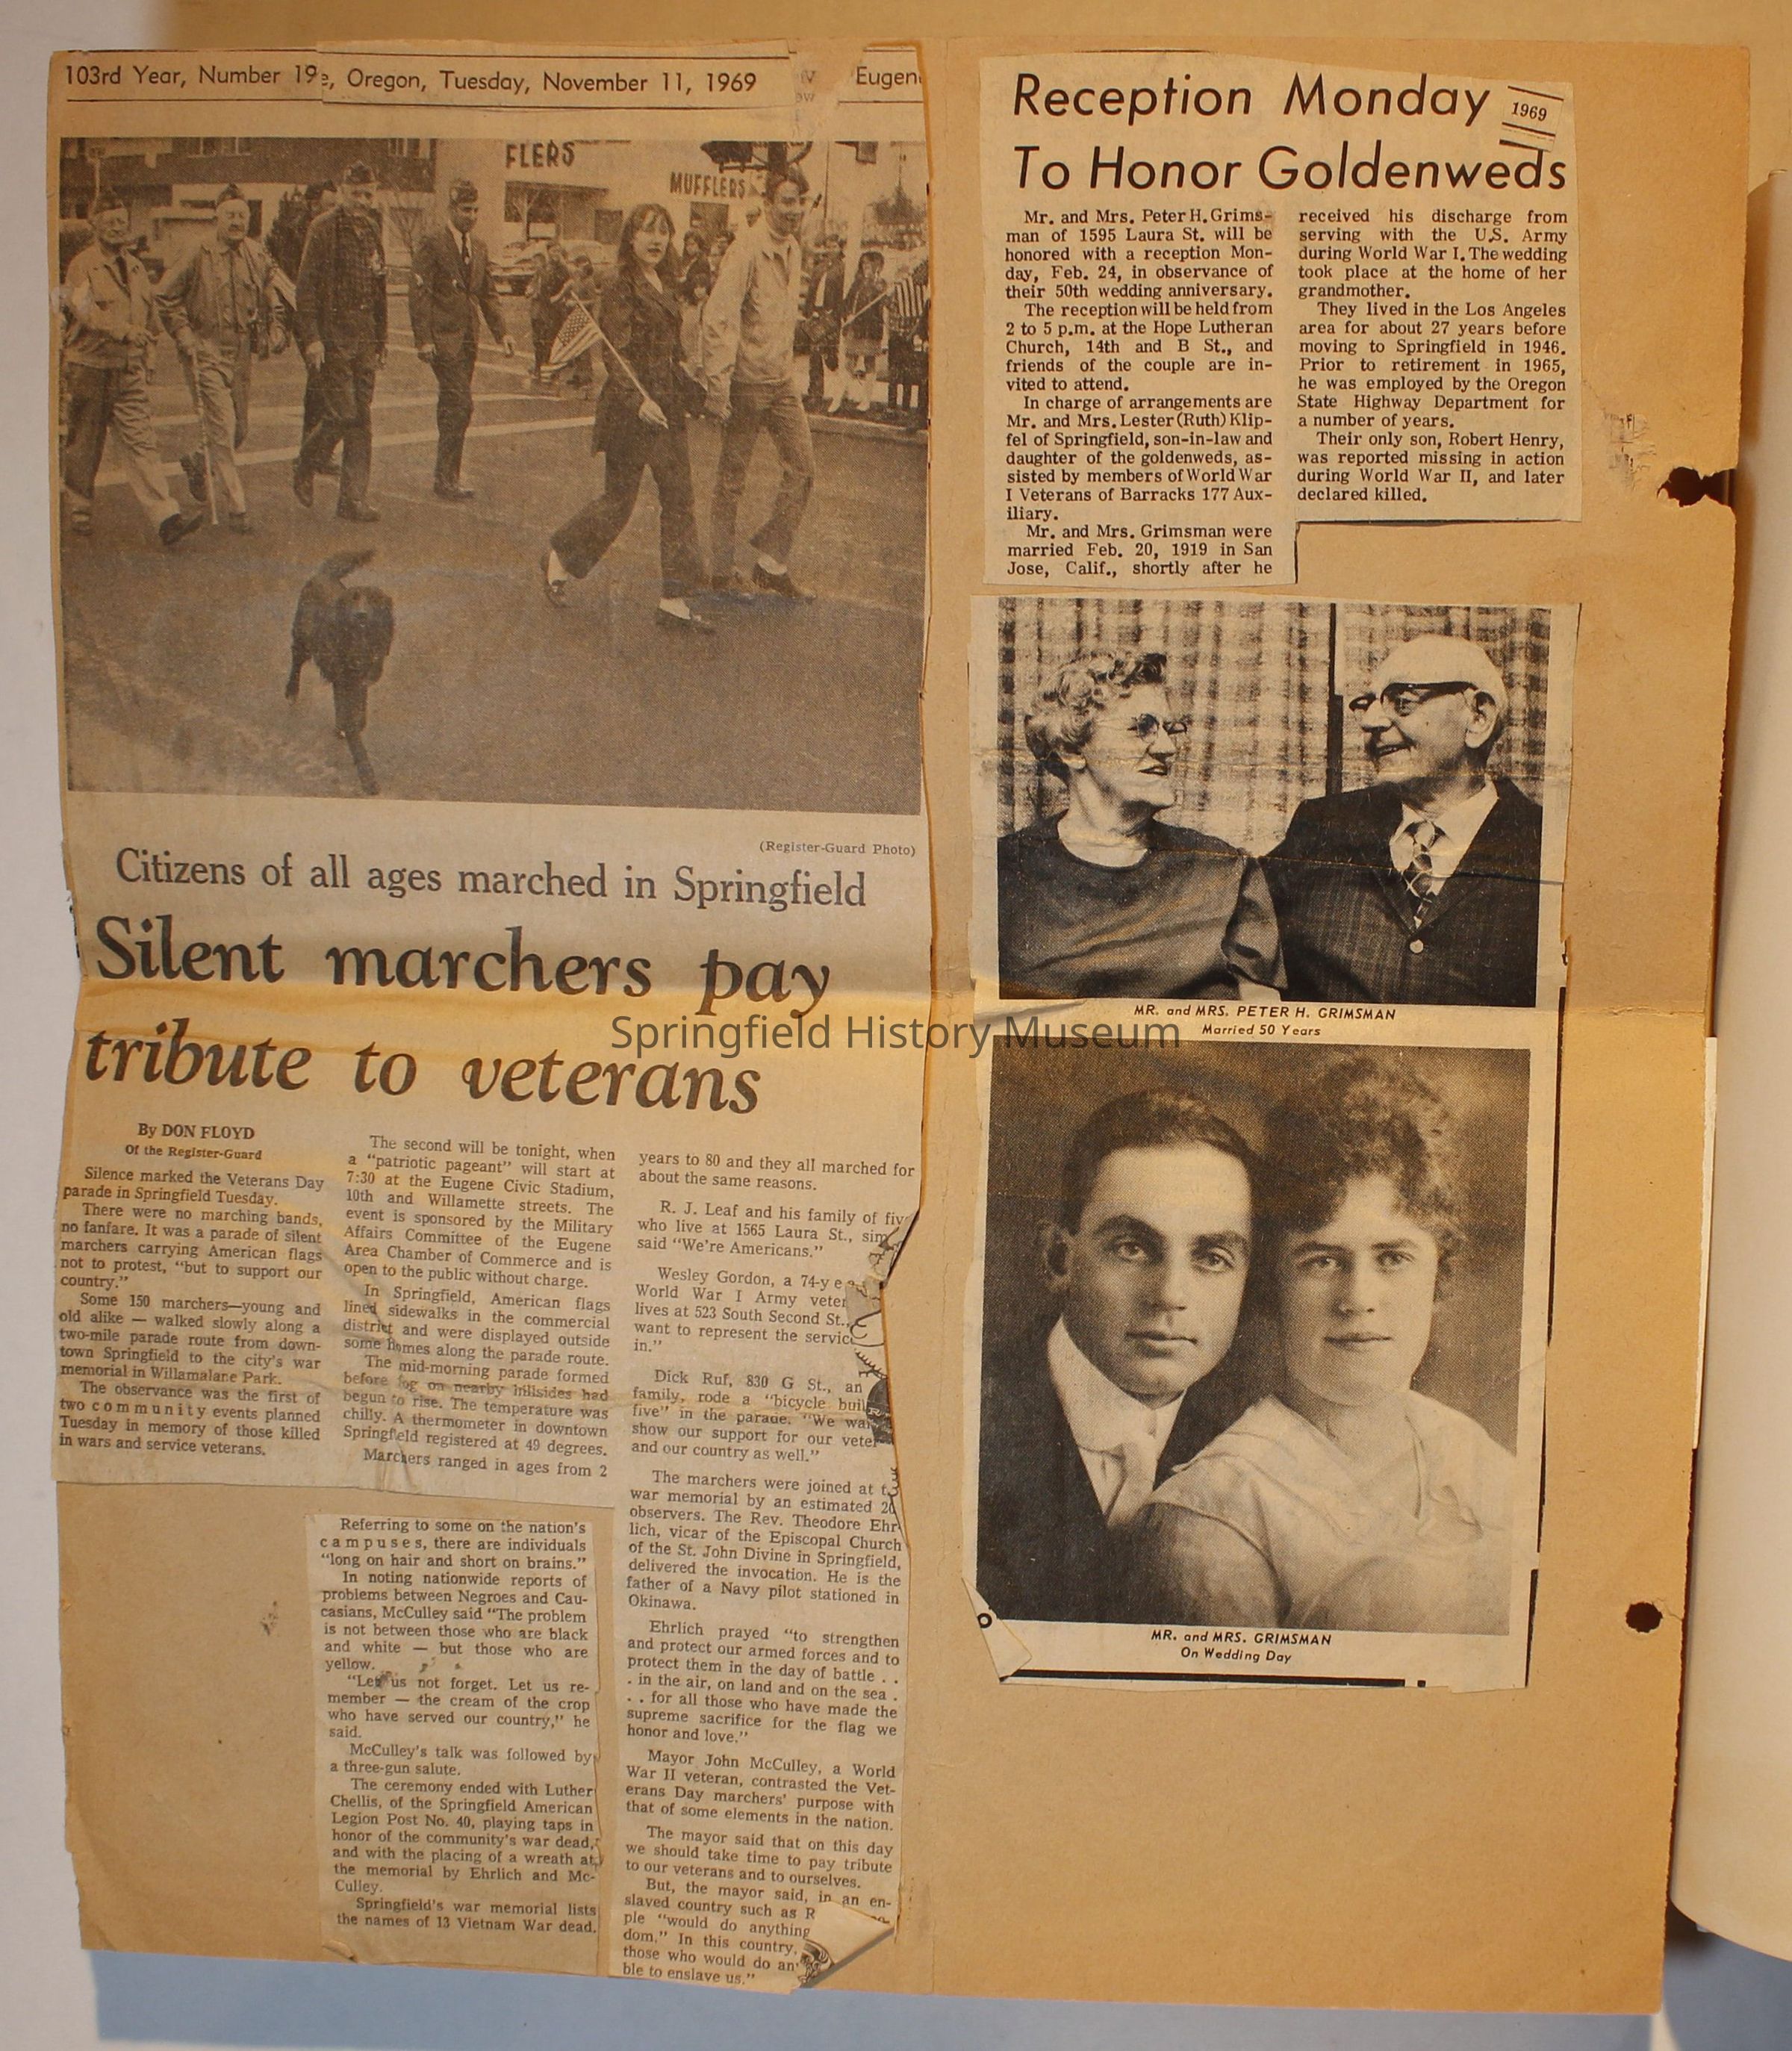 103rd Year, Number 19
, Oregon, Tuesday, November 11, 1969
Eugen
FLERS
MUFFLERS
(Register-Guard Photo)
Citizens of all ages marched in Springfield
Silent marchers pay
tribute to veterans
By DON FLOYD
Of the Register-Guard
Silence marked the Veterans Day
parade in Springfield Tuesday.
There were no marching bands,
no fanfare. It was a parade of silent
marchers carrying American flags
not to protest, "but to support our
country."
Some 150 marchers—young and
old alike — walked slowly along a
two-mile parade route from down-
town Springfield to the city's war
memorial in Willamalane Park.
The observance was the first of
two community events planned
Tuesday in memory of those killed
in wars and service veterans.
The second will be tonight, when
a "patriotic pageant" will start at
7:30 at the Eugene Civic Stadium,
10th and Willamette streets. The
event is sponsored by the Military
Affairs Committee of the Eugene
Area Chamber of Commerce and is
open to the public without charge.
In Springfield, American flags
lined sidewalks in the commercial
district and were displayed outside
some homes along the parade route.
The mid-morning parade formed
before fog on nearby hillsides had
begun to rise. The temperature was
chilly. A thermometer in downtown
Springfield registered at 49 degrees.
Marchers ranged in ages from 2
years to 80 and they all marched for
about the same reasons.
R. J. Leaf and his family of fiv
who live at 1565 Laura St., sim
said "We're Americans."
Wesley Gordon, a 74-ye
World War I Army veter
lives at 523 South Second St.,
want to represent the servic
in."
Dick Ruf, 830 G St., an
family, rode a "bicycle buil
five" in the parade. "We wa
show our support for our vete
and our country as well."
The marchers were joined at t
war memorial by an estimated 20
observers. The Rev. Theodore Ehr-
lich, vicar of the Episcopal Church
of the St. John Divine in Springfield,
delivered the invocation. He is the
father of a Navy pilot stationed in
Okinawa.
Ehrlich prayed "to strengthen
and protect our armed forces and to
protect them in the day of battle . .
. in the air, on land and on the sea .
. . for all those who have made the
supreme sacrifice for the flag we
honor and love."
Mayor John McCulley, a World
War II veteran, contrasted the Vet-
erans Day marchers' purpose with
that of some elements in the nation.
The mayor said that on this day
we should take time to pay tribute
to our veterans and to ourselves.
But, the mayor said, in an en-
slaved country such as R
ple "would do anything
dom." In this country,
those who would do an
ble to enslave us."
Referring to some on the nation's
campuses, there are individuals
"long on hair and short on brains."
In noting nationwide reports of
problems between Negroes and Cau-
casians, McCulley said "The problem
is not between those who are black
and white — but those who are
yellow.
"Let us not forget. Let us re-
member — the cream of the crop
who have served our country," he
said.
McCulley's talk was followed by
a three-gun salute.
The ceremony ended with Luther
Chellis, of the Springfield American
Legion Post No. 40, playing taps in
honor of the community's war dead,
and with the placing of a wreath at
the memorial by Ehrlich and Mc-
Culley.
Springfield's war memorial lists
the names of 13 Vietnam War dead.
Reception Monday
1969
To Honor Goldenweds
Mr. and Mrs. Peter H. Grims-
man of 1595 Laura St. will be
honored with a reception Mon-
day, Feb. 24, in observance of
their 50th wedding anniversary.
The reception will be held from
2 to 5 p.m. at the Hope Lutheran
Church, 14th and B St., and
friends of the couple are in-
vited to attend.
In charge of arrangements are
Mr. and Mrs. Lester (Ruth) Klip-
fel of Springfield, son-in-law and
daughter of the goldenweds, as-
sisted by members of World War
I Veterans of Barracks 177 Aux-
iliary.
Mr. and Mrs. Grimsman were
married Feb. 20, 1919 in San
Jose, Calif., shortly after he
received his discharge from
serving with the U.S. Army
during World War I. The wedding
took place at the home of her
grandmother.
They lived in the Los Angeles
area for about 27 years before
moving to Springfield in 1946.
Prior to retirement in 1965,
he was employed by the Oregon
State Highway Department for
a number of years.
Their only son, Robert Henry,
was reported missing in action
during World War II, and later
declared killed.
MR. and MRS. PETER H. GRIMSMAN
Married 50 Years
MR. and MRS. GRIMSMAN
On Wedding Day
Springfield History Museum